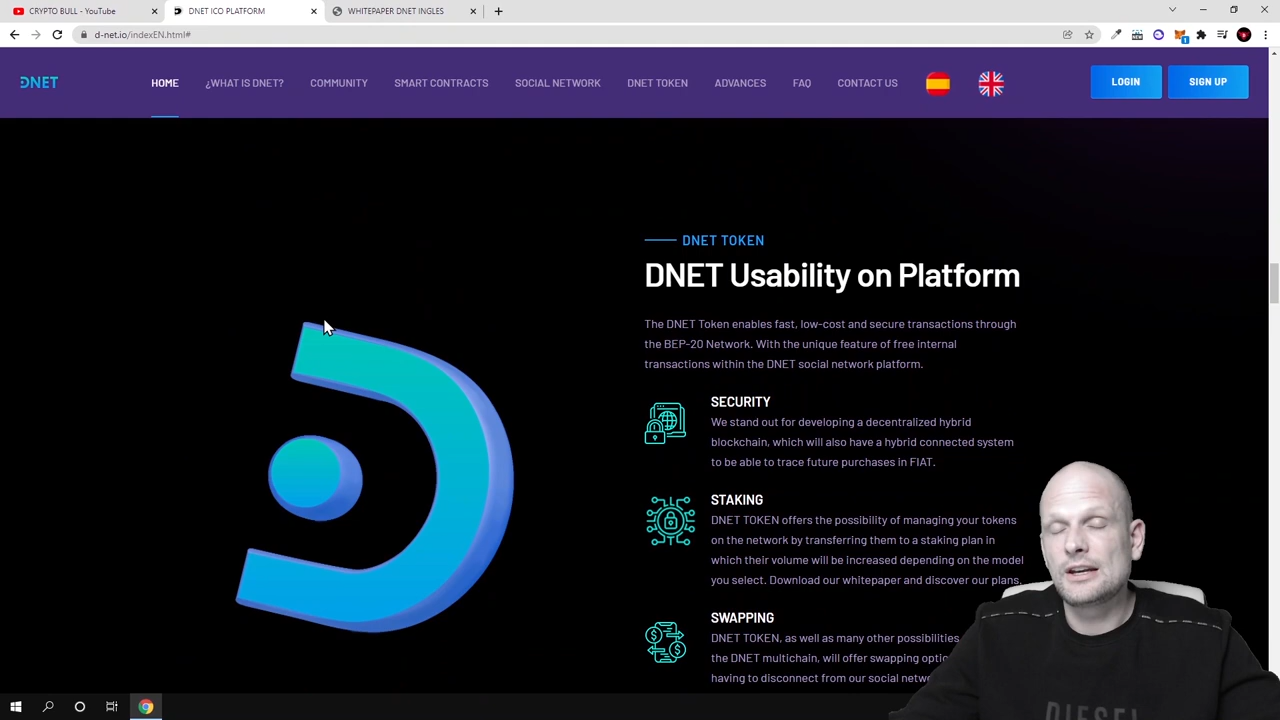 CRYPTO BULL - YouTube
DNET ICO PLATFORM
WHITEPAPER DNET INGLES
d-net.io/indexEN.html#
1
DNET
HOME
¿WHAT IS DNET?
COMMUNITY
SMART CONTRACTS
SOCIAL NETWORK
DNET TOKEN
ADVANCES
FAQ
CONTACT US
LOGIN
SIGN UP
DNET TOKEN
DNET Usability on Platform
The DNET Token enables fast, low-cost and secure transactions through
the BEP-20 Network. With the unique feature of free internal
transactions within the DNET social network platform.
SECURITY
We stand out for developing a decentralized hybrid
blockchain, which will also have a hybrid connected system
to be able to trace future purchases in FIAT.
STAKING
DNET TOKEN offers the possibility of managing your tokens
on the network by transferring them to a staking plan in
which their volume will be increased depending on the model
you select. Download our whitepaper and discover our plans.
SWAPPING
DNET TOKEN, as well as many other possibilities
the DNET multichain, will offer swapping
having to disconnect from our social
DIESEL